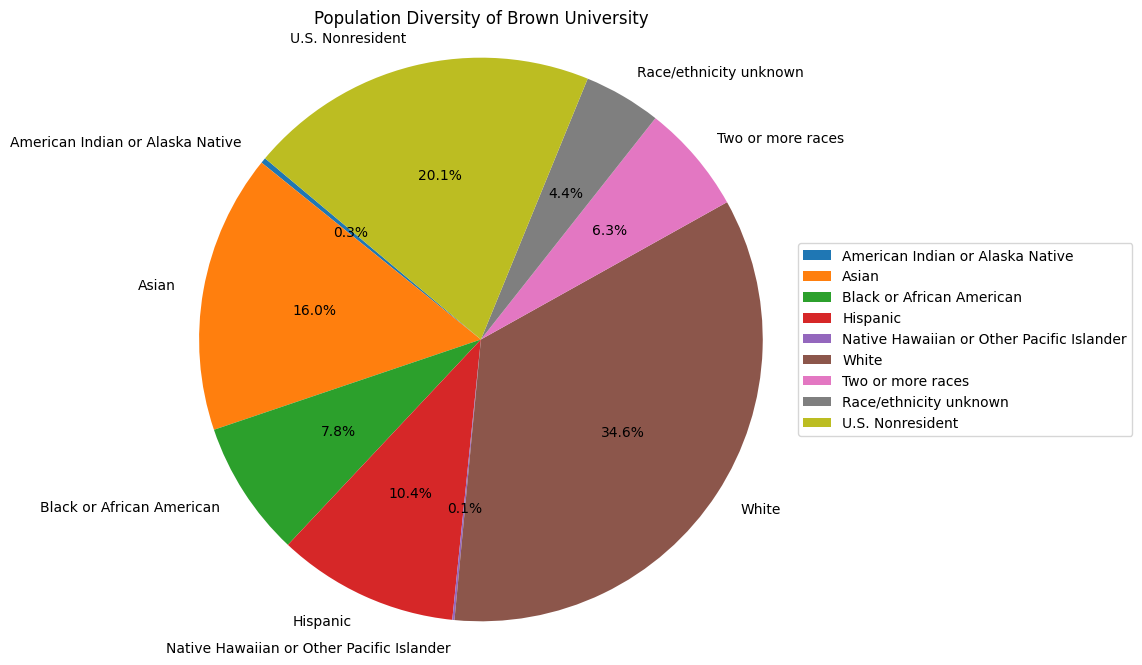 Population Diversity of Brown University
U.S. Nonresident
Race/ethnicity unknown
Two or more races
American Indian or Alaska Native
20.1%
4.4%
6.3%
0.3%
Asian
16.0%
7.8%
34.6%
10.4%
0.1%
Black or African American
White
Hispanic
Native Hawaiian or Other Pacific Islander
American Indian or Alaska Native
Asian
Black or African American
Hispanic
Native Hawaiian or Other Pacific Islander
White
Two or more races
Race/ethnicity unknown
U.S. Nonresident